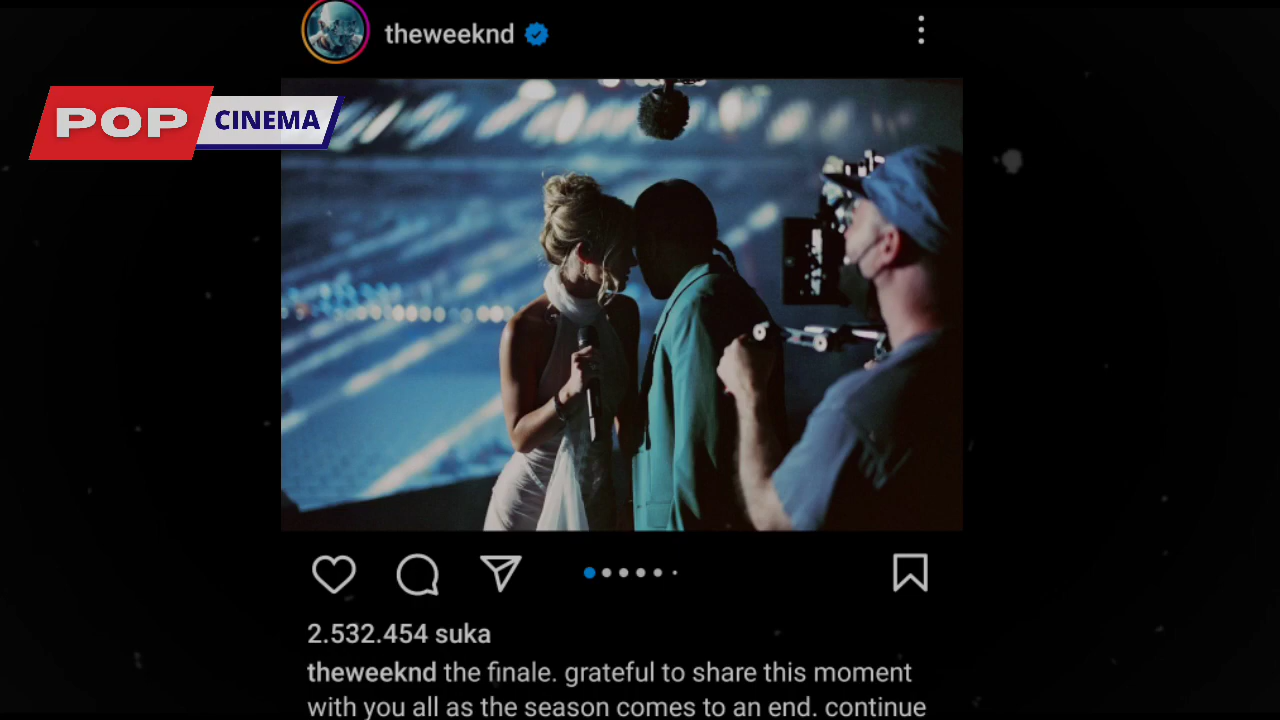 theweeknd
POP CINEMA
2.532.454 suka
theweeknd the finale. grateful to share this moment
with you all as the season comes to an end. continue